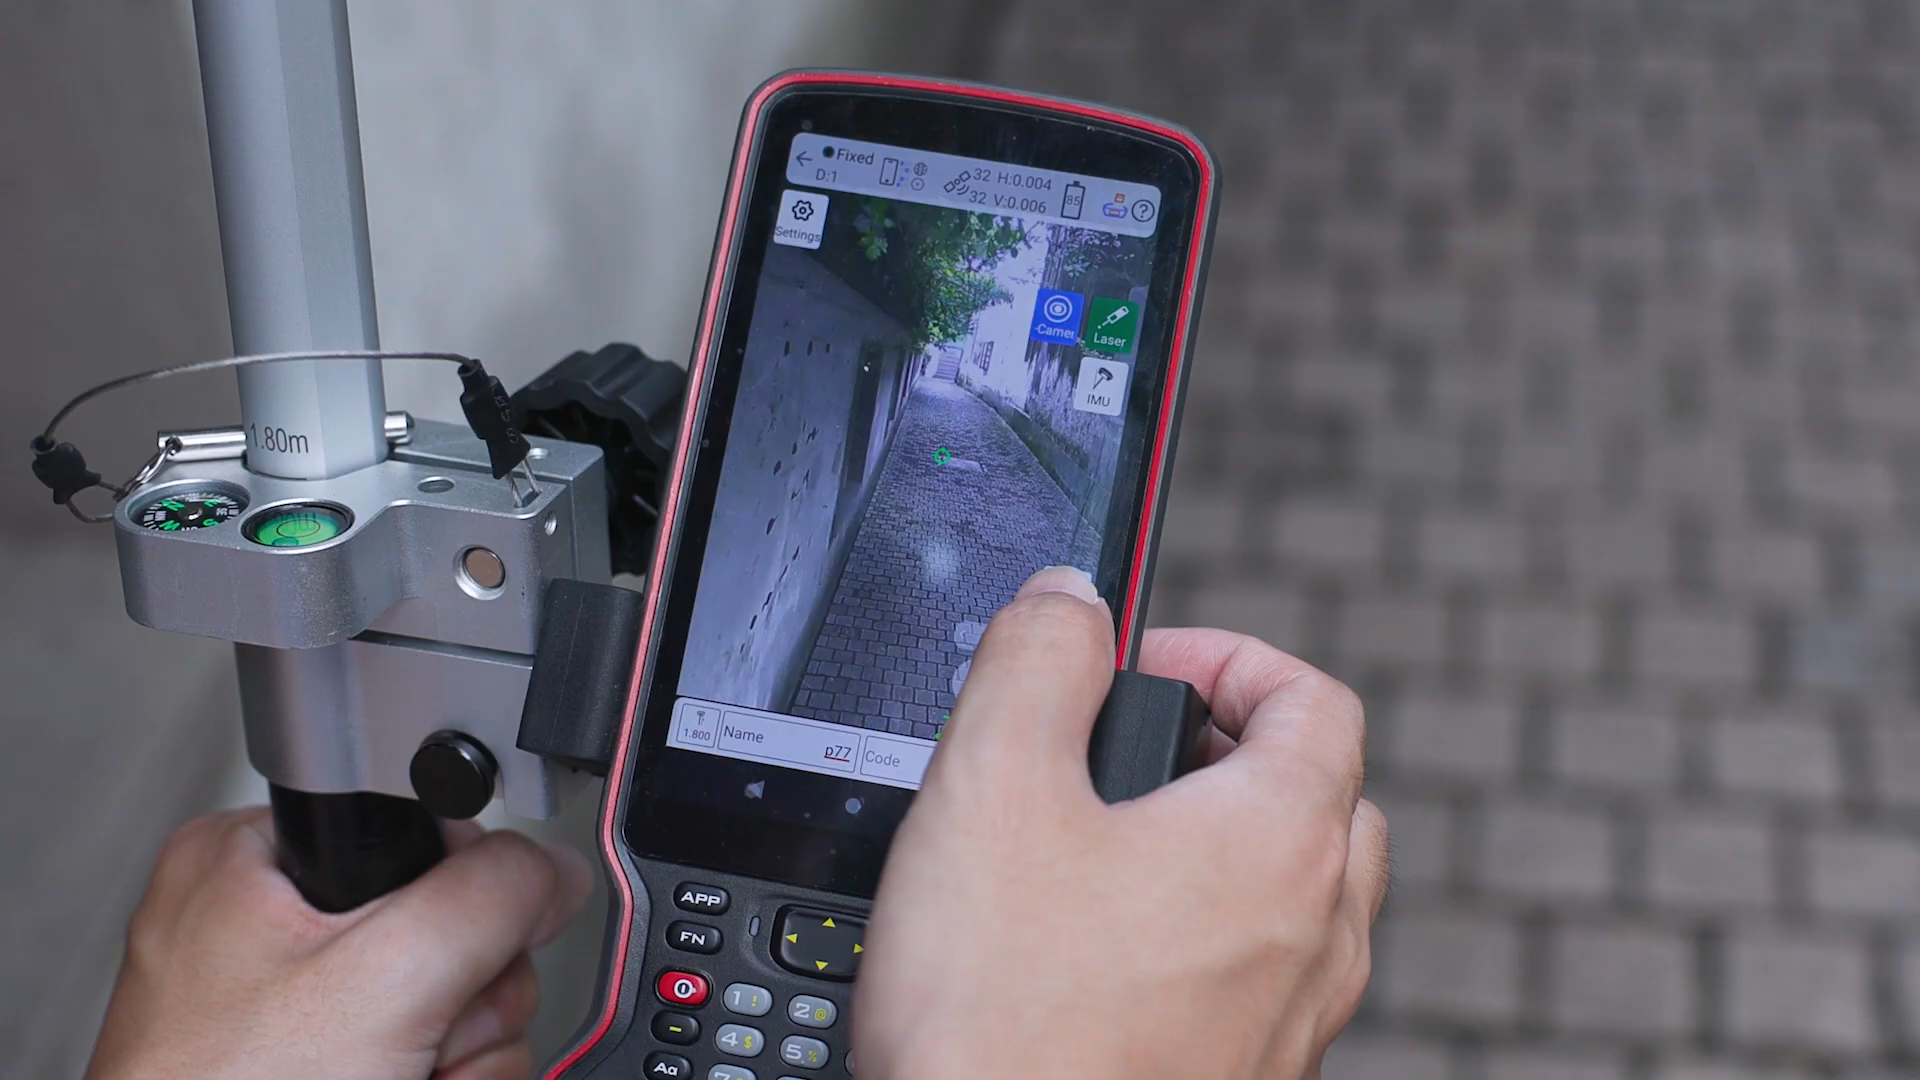 Fixed
D:1
32 H:0.004
32 V:0.006
85
?
Settings
Camer
Laser
IMU
1.80m
1.800
Name
p77
Code
APP
FN
1 !
2 @
4 $
5 %
Aa